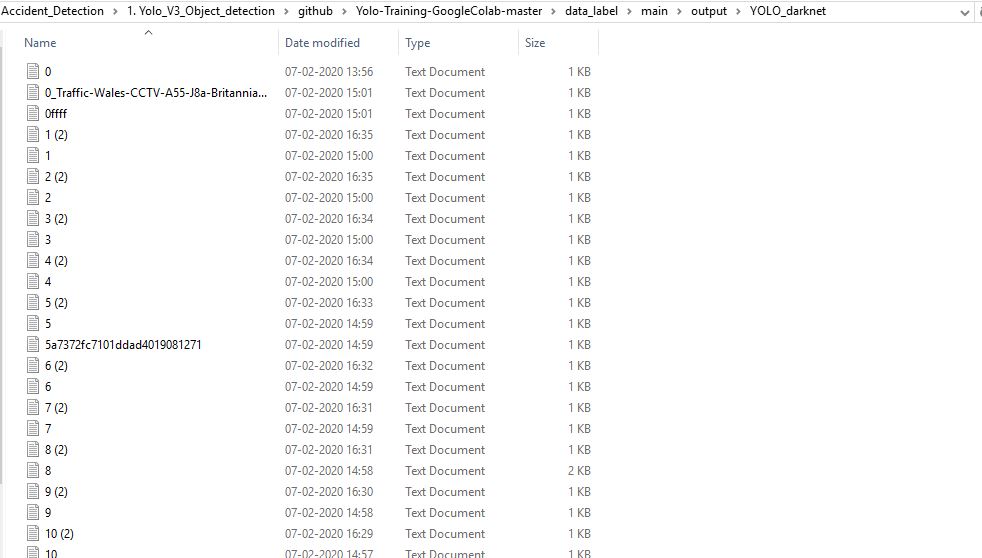 Accident_Detection > 1. Yolo_V3_Object_detection > github > Yolo-Training-GoogleColab-master > data_label > main > output > YOLO_darknet
Name Date modified Type Size
0 07-02-2020 13:56 Text Document 1 KB
0_Traffic-Wales-CCTV-A55-J8a-Britannia... 07-02-2020 15:01 Text Document 1 KB
0ffff 07-02-2020 15:01 Text Document 1 KB
1 (2) 07-02-2020 16:35 Text Document 1 KB
1 07-02-2020 15:00 Text Document 1 KB
2 (2) 07-02-2020 16:35 Text Document 1 KB
2 07-02-2020 15:00 Text Document 1 KB
3 (2) 07-02-2020 16:34 Text Document 1 KB
3 07-02-2020 15:00 Text Document 1 KB
4 (2) 07-02-2020 16:34 Text Document 1 KB
4 07-02-2020 15:00 Text Document 1 KB
5 (2) 07-02-2020 16:33 Text Document 1 KB
5 07-02-2020 14:59 Text Document 1 KB
5a7372fc7101ddad4019081271 07-02-2020 14:59 Text Document 1 KB
6 (2) 07-02-2020 16:32 Text Document 1 KB
6 07-02-2020 14:59 Text Document 1 KB
7 (2) 07-02-2020 16:31 Text Document 1 KB
7 07-02-2020 14:59 Text Document 1 KB
8 (2) 07-02-2020 16:31 Text Document 1 KB
8 07-02-2020 14:58 Text Document 2 KB
9 (2) 07-02-2020 16:30 Text Document 1 KB
9 07-02-2020 14:58 Text Document 1 KB
10 (2) 07-02-2020 16:29 Text Document 1 KB
10 07-02-2020 14:57 Text Document 1 KB